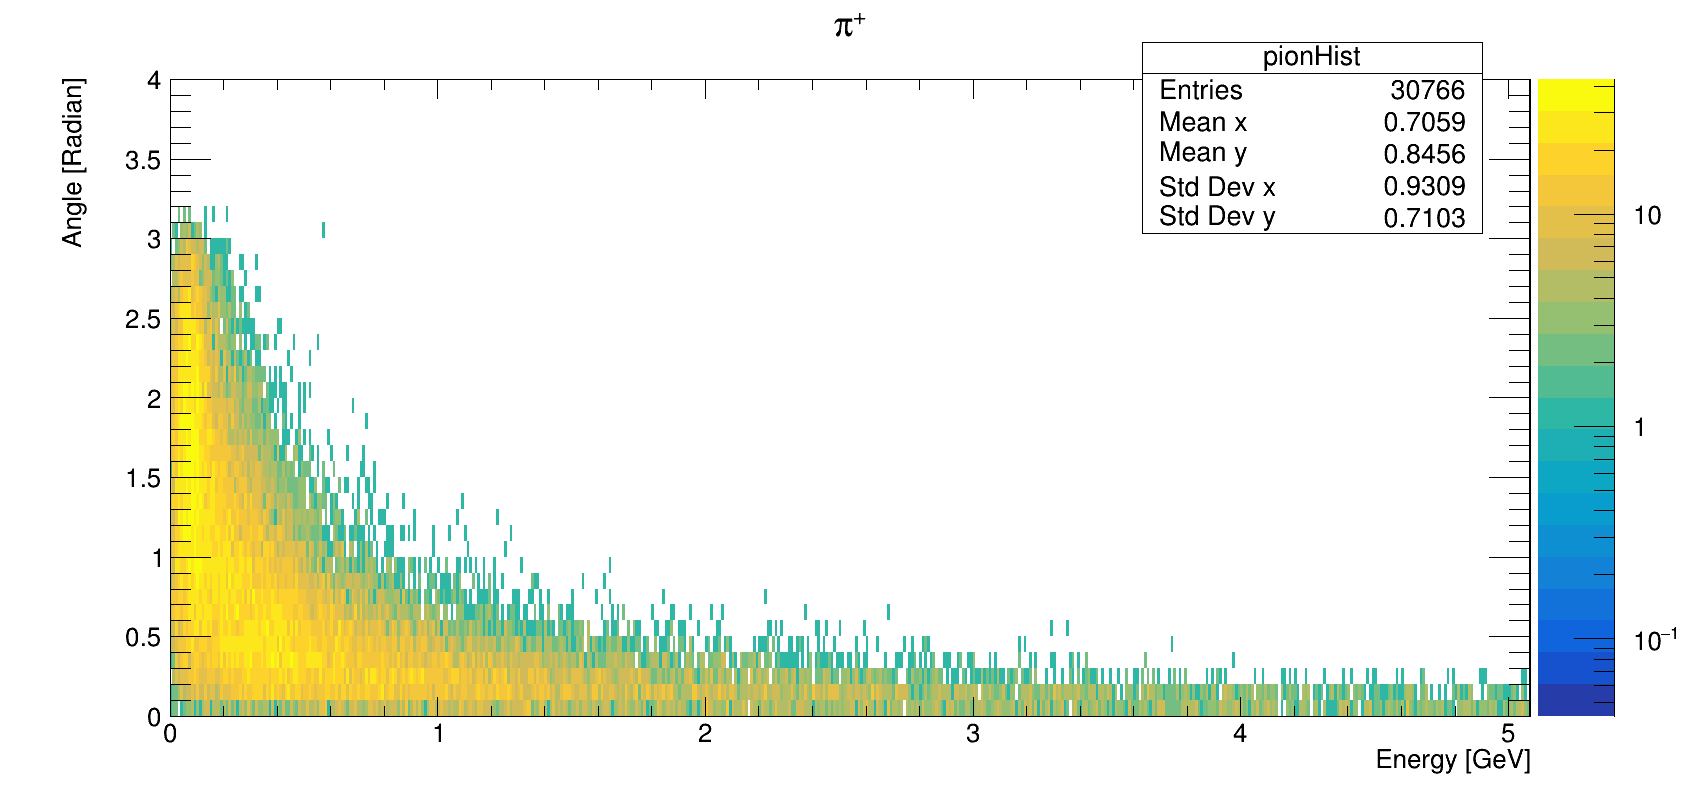 π⁺
pionHist
Entries 30766
Mean x 0.7059
Mean y 0.8456
Std Dev x 0.9309
Std Dev y 0.7103
Angle [Radian]
4
3.5
3
2.5
2
1.5
1
0.5
0
0 1 2 3 4 5
Energy [GeV]
10
1
10⁻¹